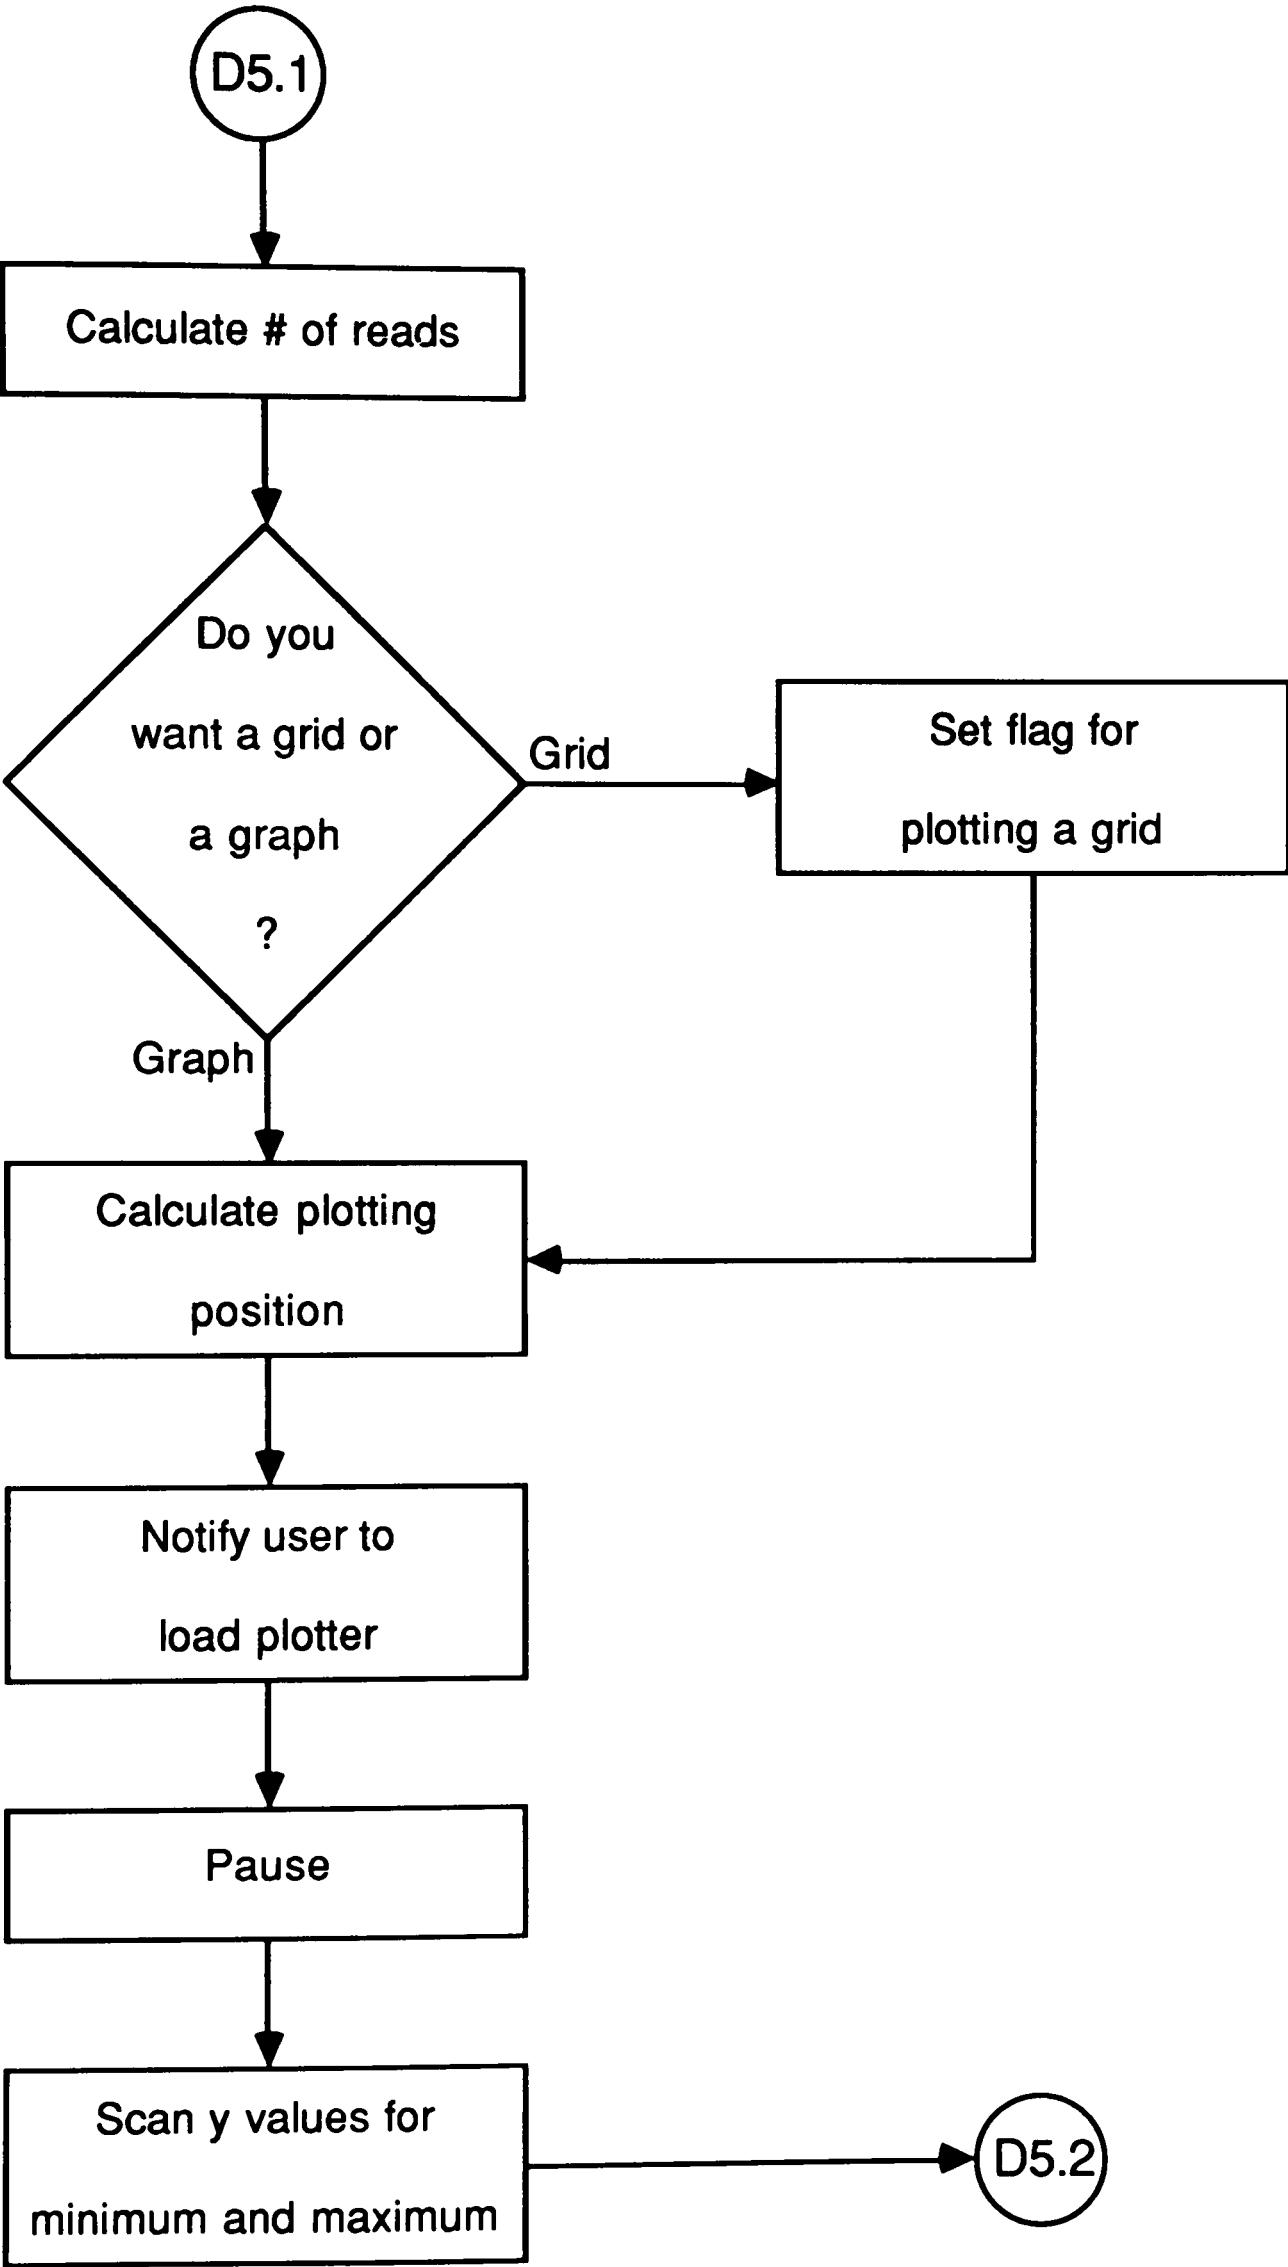 D5.1
Calculate # of reads
Do you
want a grid or
a graph
?
Grid
Set flag for
plotting a grid
Graph
Calculate plotting
position
Notify user to
load plotter
Pause
Scan y values for
minimum and maximum
D5.2